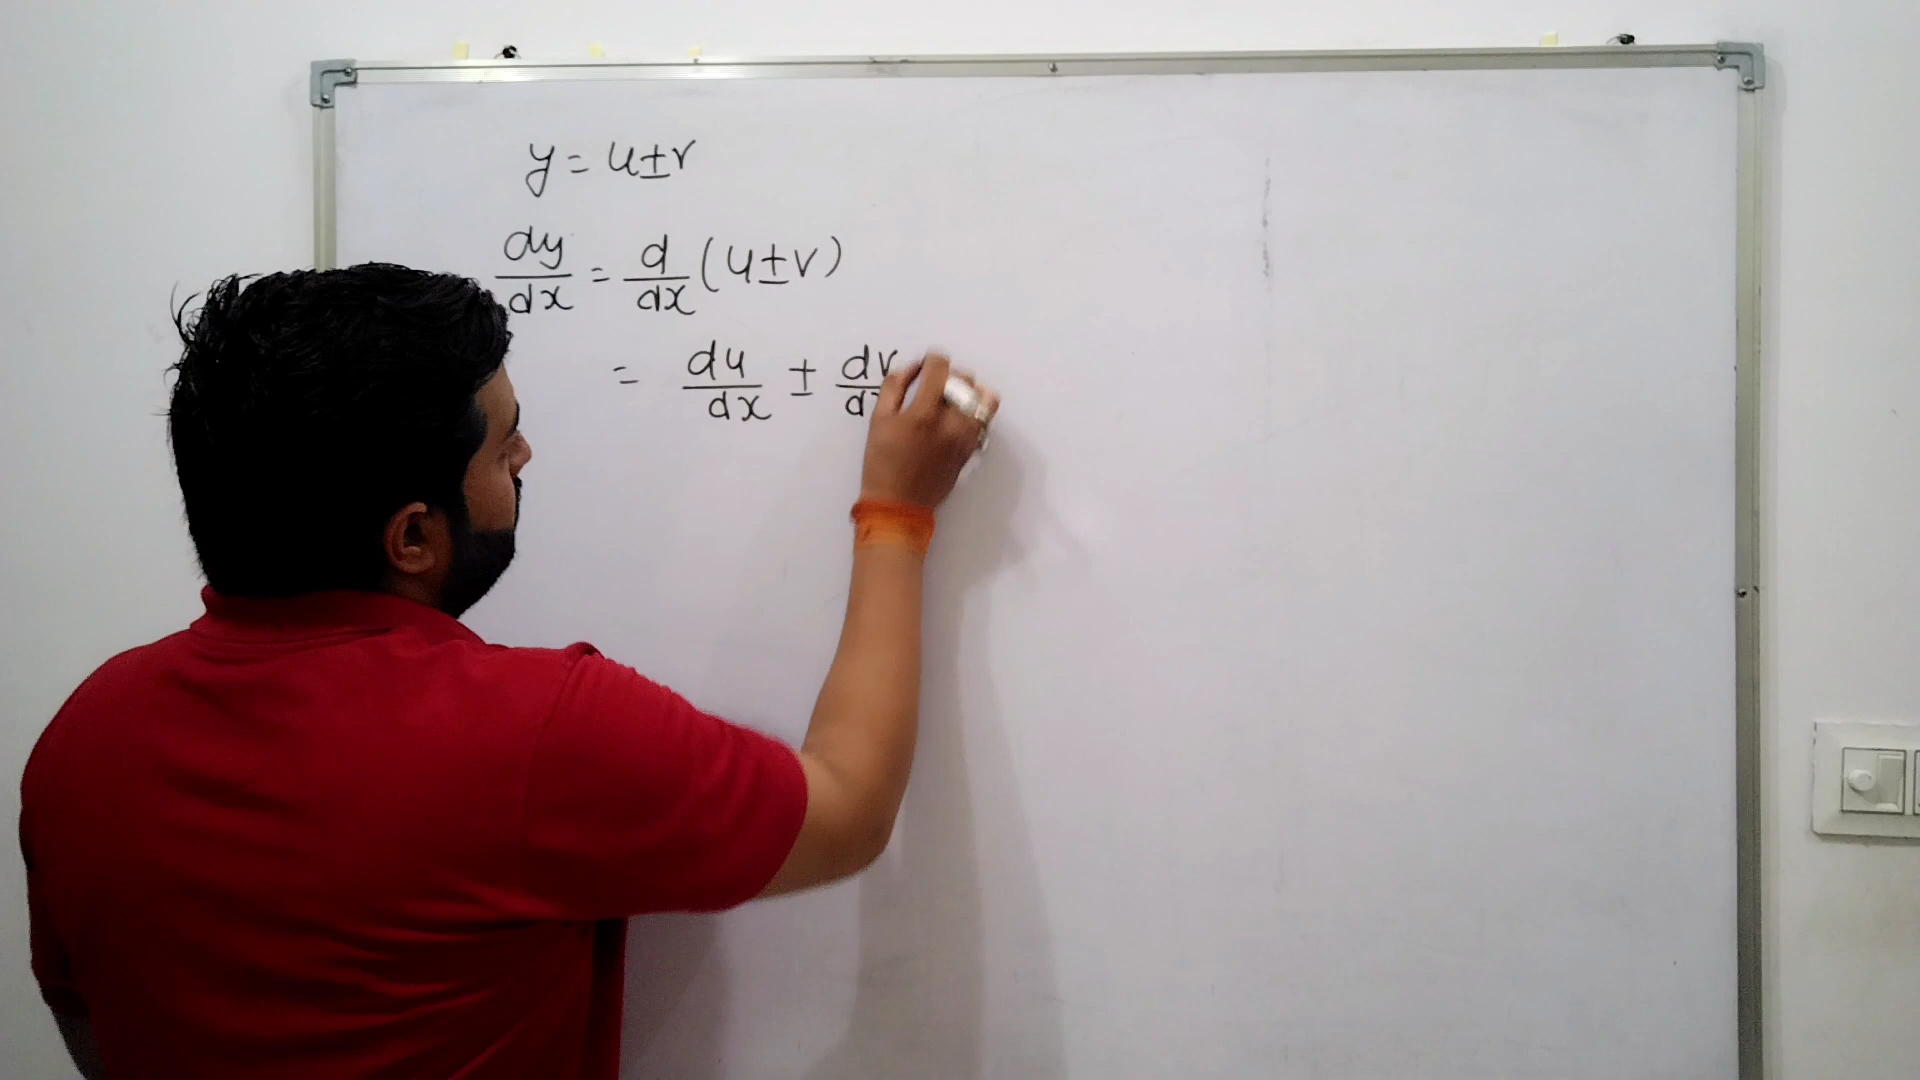 y = u ± v
dy/dx = d/dx (u ± v)
= du/dx ± dv/dx